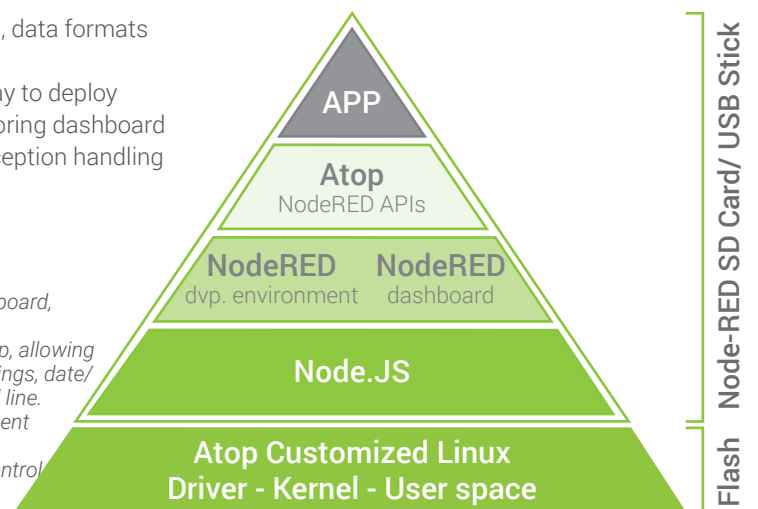 , data formats
ay to deploy
oring dashboard
ception handling
board,
p, allowing
ings, date/
l line.
ent
ntrol
APP
Atop
NodeRED APIs
NodeRED NodeRED
dvp. environment dashboard
Node.JS
Atop Customized Linux
Driver - Kernel - User space
Node-RED SD Card/ USB Stick
Flash